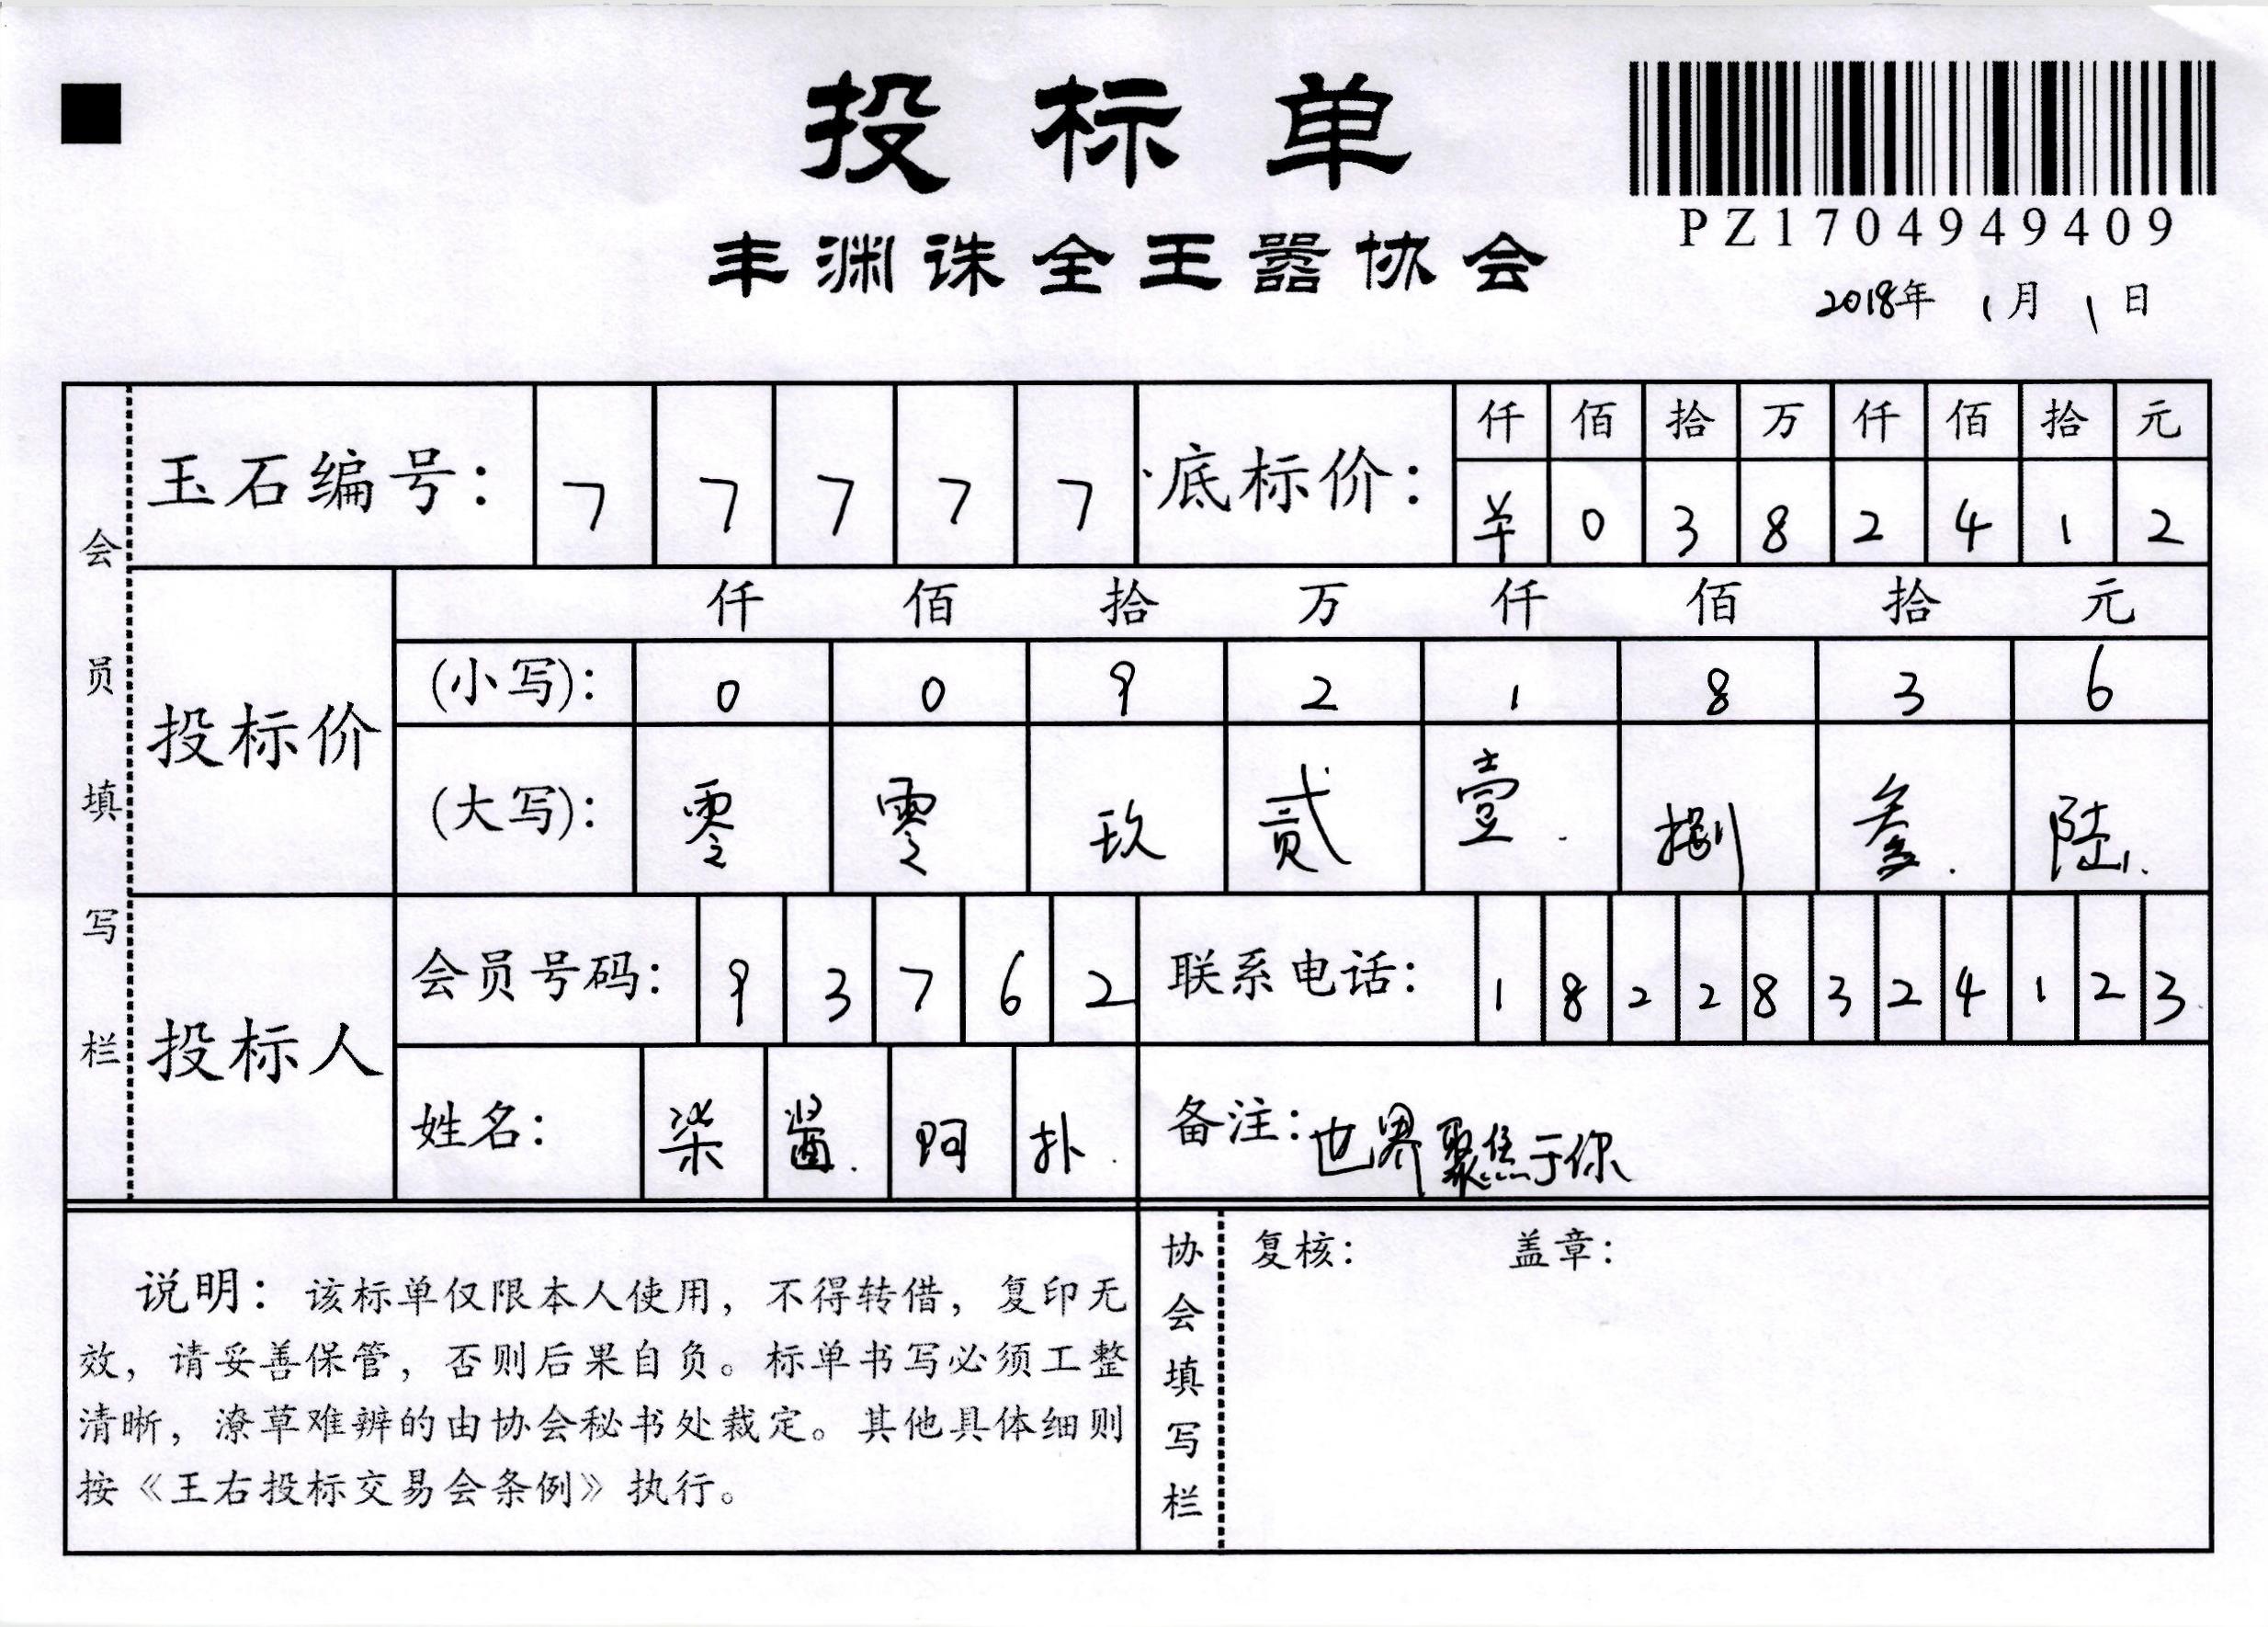 投标单
PZ1704949409
丰渊诛全王嚣协会
2018年 1月 1日
会员填写栏
玉石编号: 7 7 7 7 7
底标价:
仟 佰 拾 万 仟 佰 拾 元
羊 0 3 8 2 4 1 2
投标价
仟 佰 拾 万 仟 佰 拾 元
(小写): 0 0 9 2 1 8 3 6
(大写): 零 零 玖 贰 壹 捌 叁 陆
投标人
会员号码: 9 3 7 6 2
联系电话: 1 8 2 2 8 3 2 4 1 2 3
姓名: 柒 阿 扑
备注: 世界聚焦于你
说明: 该标单仅限本人使用, 不得转借, 复印无
效, 请妥善保管, 否则后果自负。标单书写必须工整
清晰, 潦草难辨的由协会秘书处裁定。其他具体细则
按《王右投标交易会条例》执行。
协会填写栏
复核: 盖章: